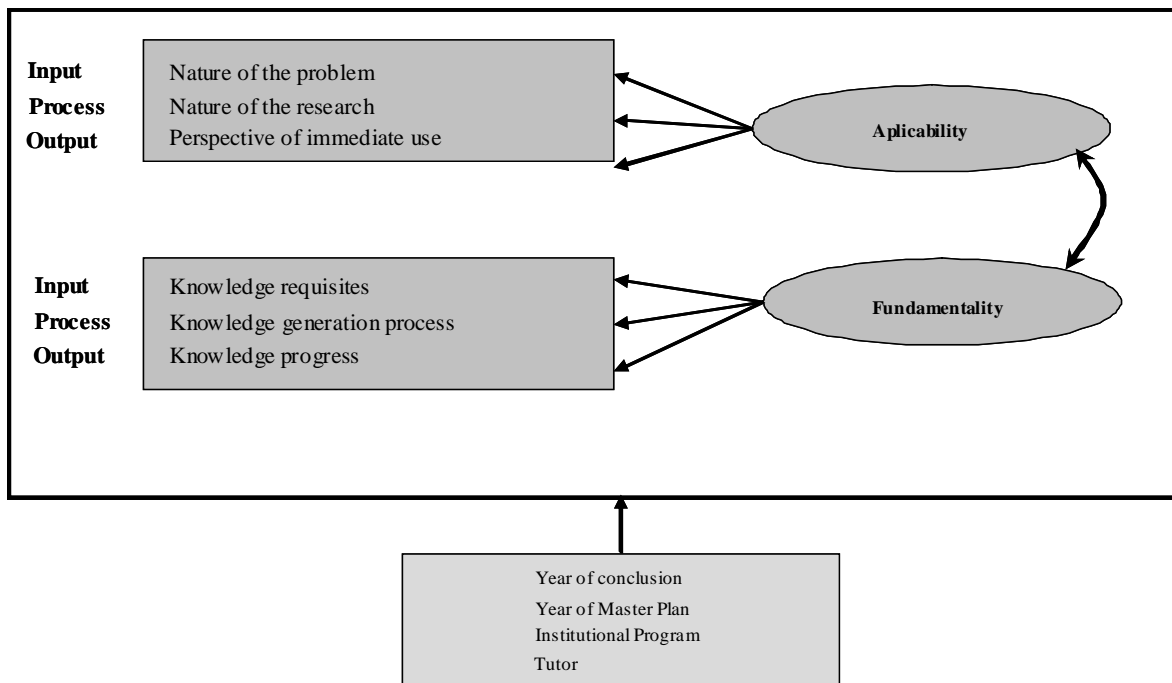 Input
Nature of the problem
Process
Nature of the research
Aplicability
Output
Perspective of immediate use
Input
Knowledge requisites
Process
Knowledge generation process
Fundamentality
Output
Knowledge progress
Year of conclusion
Year of Master Plan
Institutional Program
Tutor